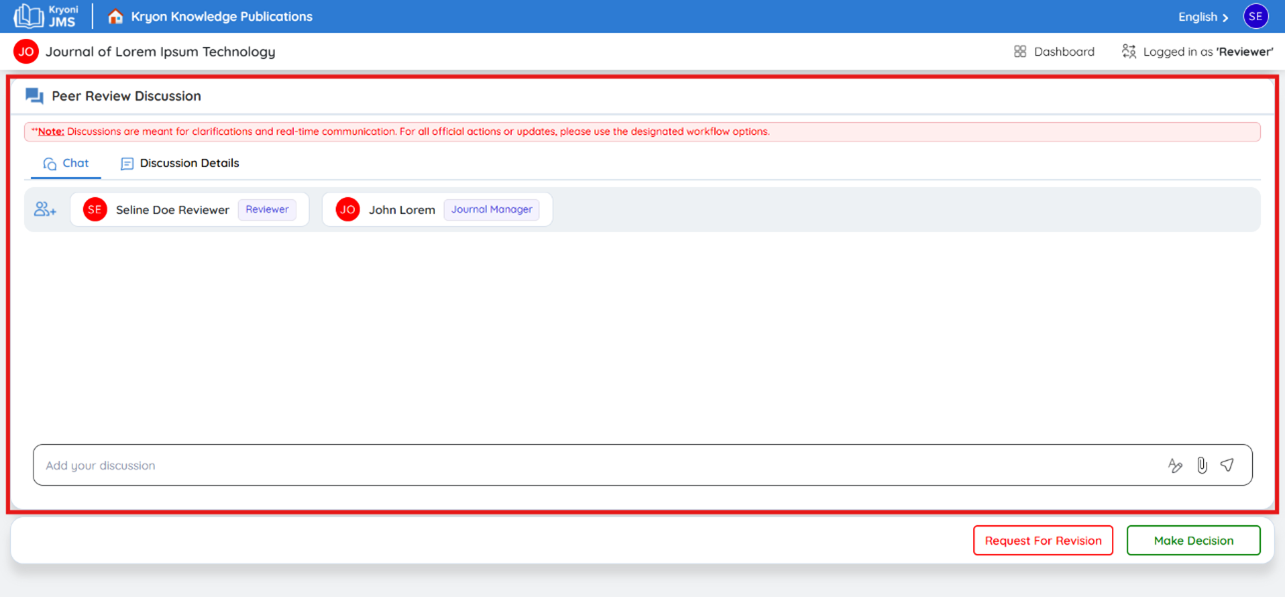 Kryoni JMS
Kryon Knowledge Publications
English
SE
JO
Journal of Lorem Ipsum Technology
Dashboard
Logged in as 'Reviewer'
Peer Review Discussion
**Note: Discussions are meant for clarifications and real-time communication. For all official actions or updates, please use the designated workflow options.
Chat
Discussion Details
SE Seline Doe Reviewer Reviewer
JO John Lorem Journal Manager
Add your discussion
Request For Revision
Make Decision